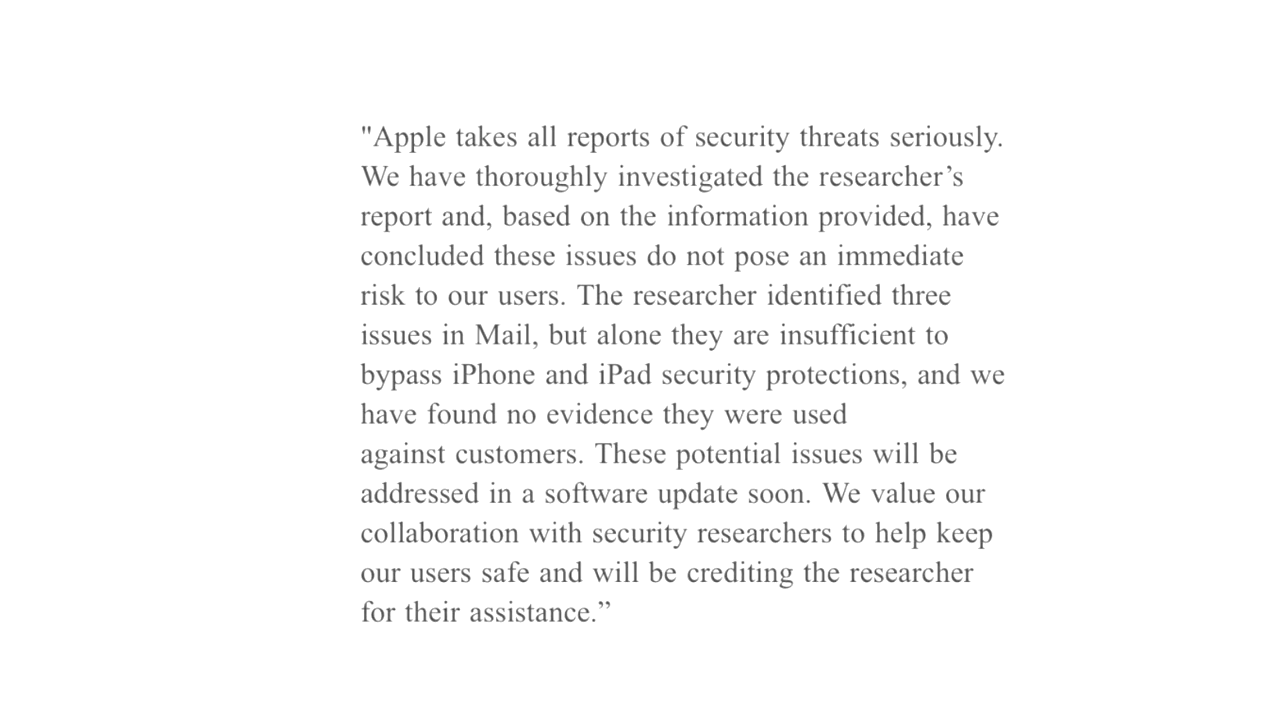 "Apple takes all reports of security threats seriously.
We have thoroughly investigated the researcher’s
report and, based on the information provided, have
concluded these issues do not pose an immediate
risk to our users. The researcher identified three
issues in Mail, but alone they are insufficient to
bypass iPhone and iPad security protections, and we
have found no evidence they were used
against customers. These potential issues will be
addressed in a software update soon. We value our
collaboration with security researchers to help keep
our users safe and will be crediting the researcher
for their assistance.”